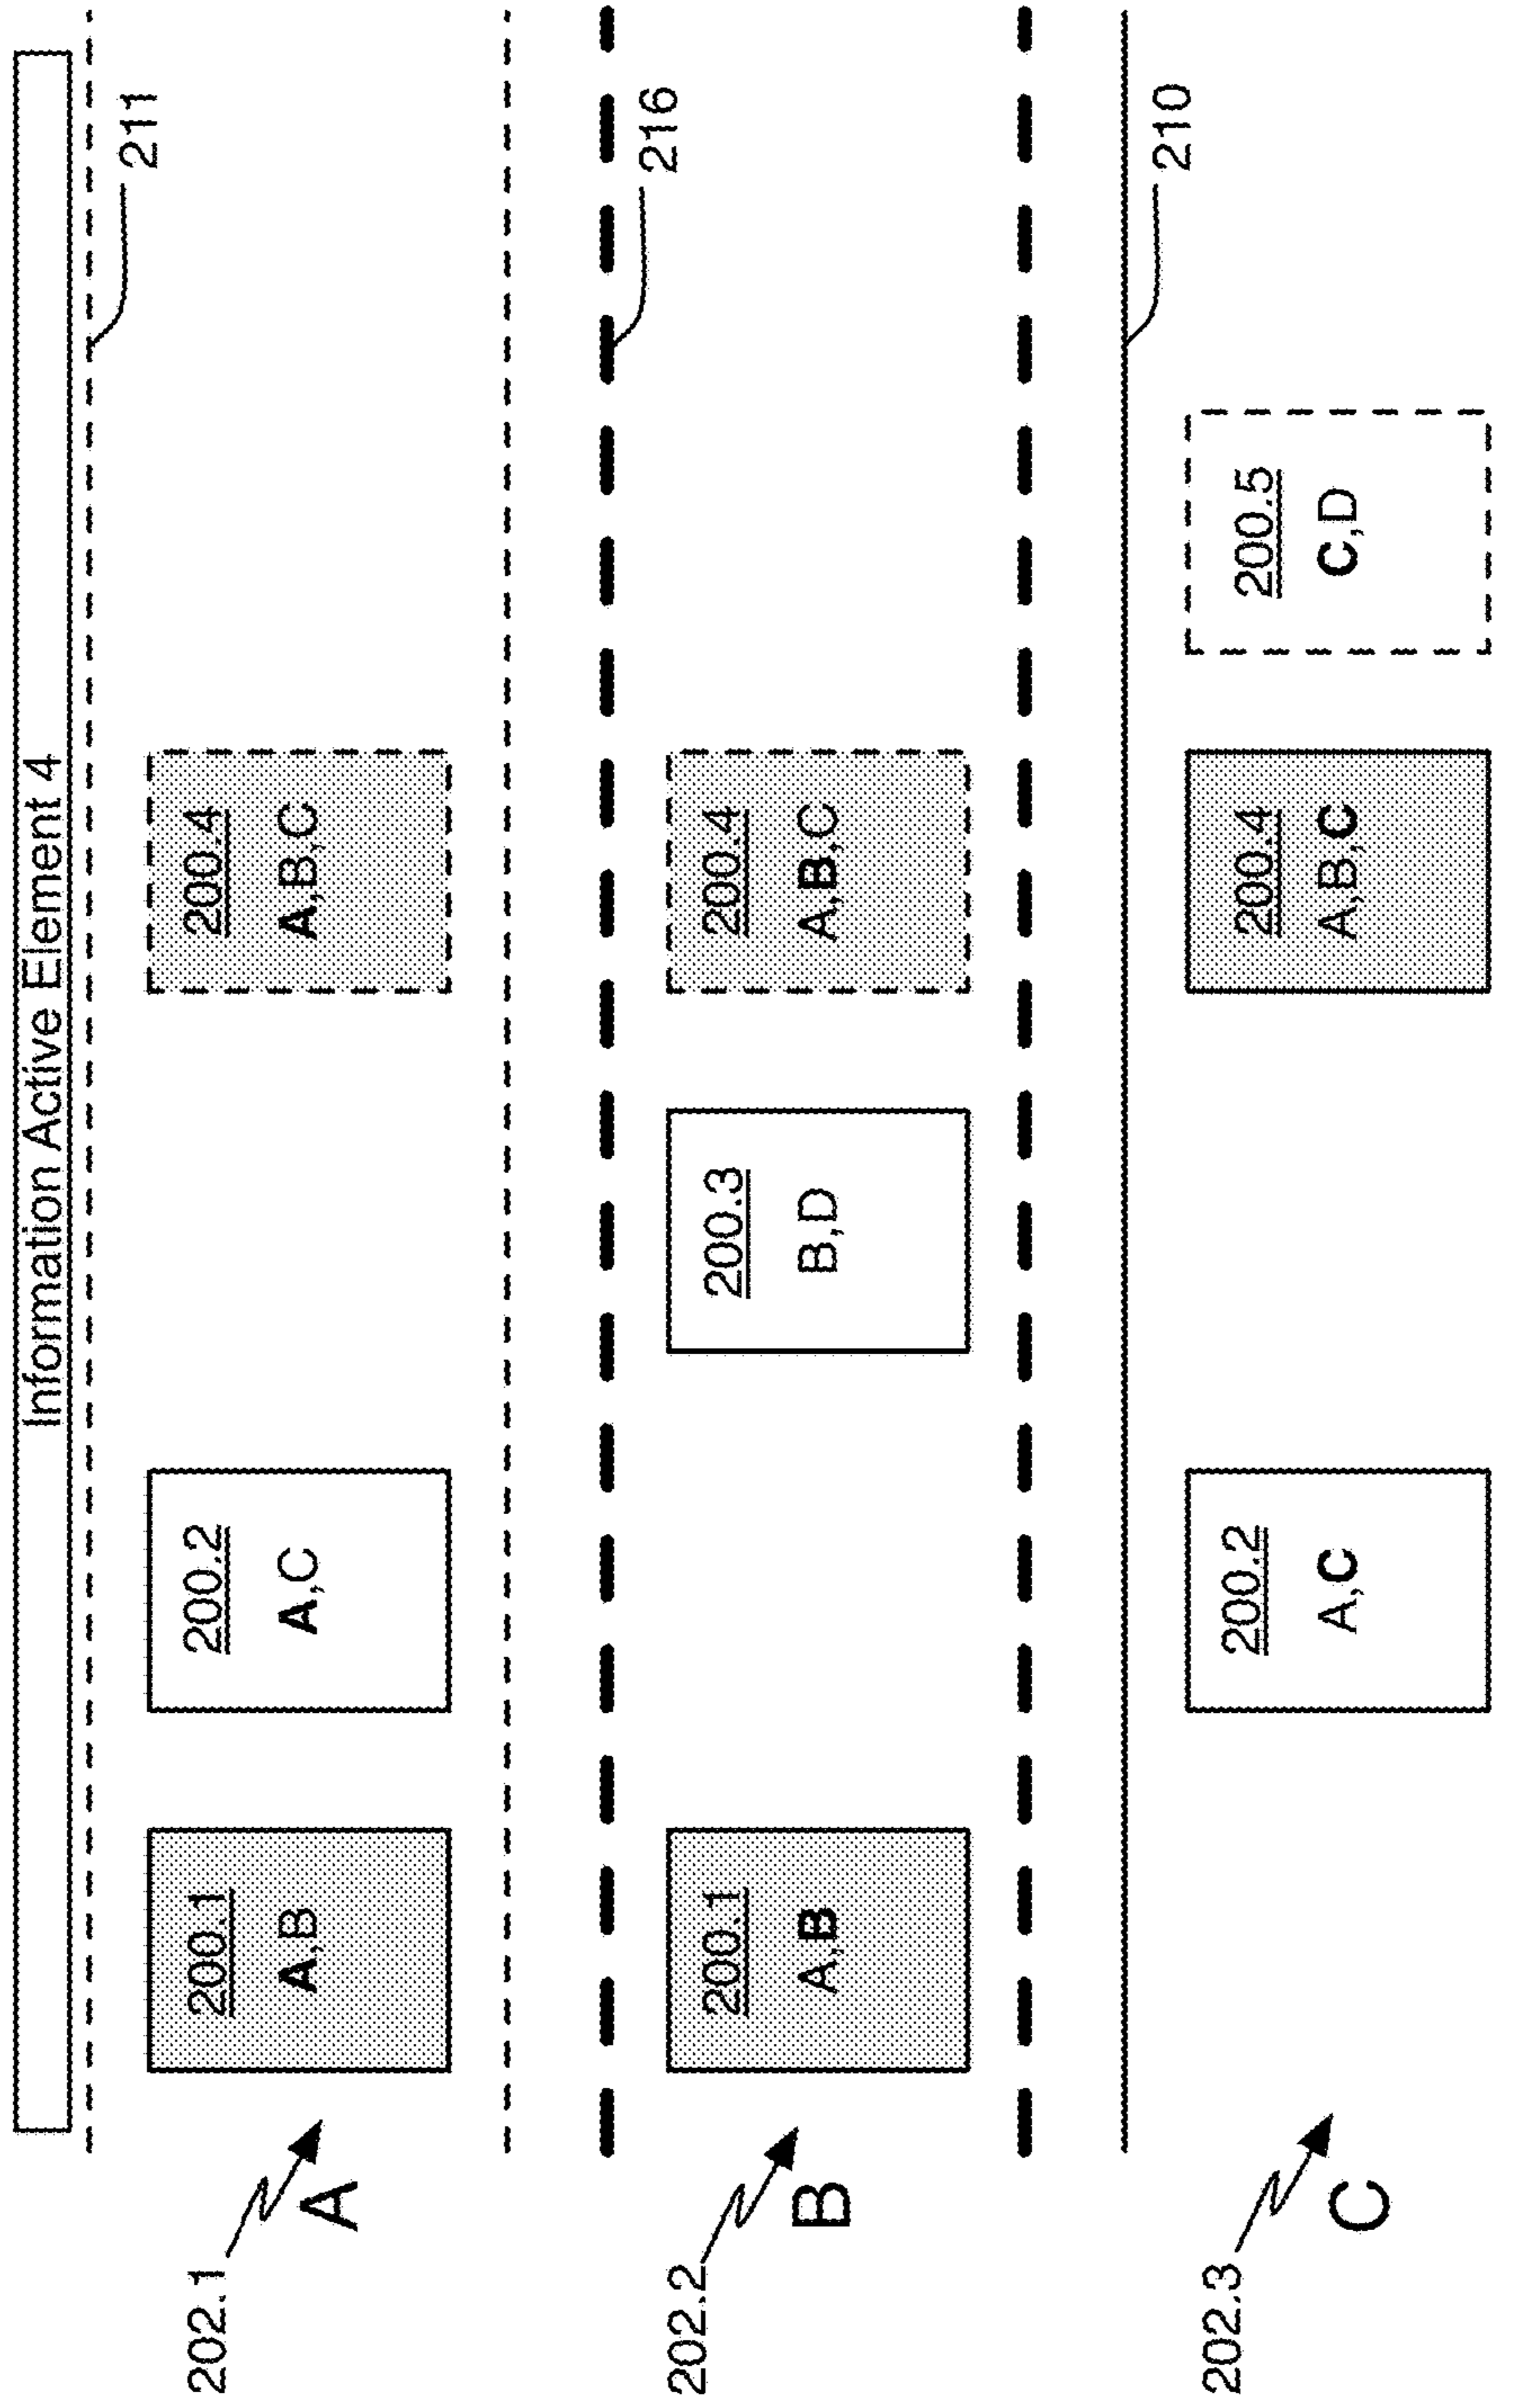 Information Active Element 4
211
202.1
A
200.1
A,B
200.2
A,C
200.4
A,B,C
216
202.2
B
200.1
A,B
200.3
B,D
200.4
A,B,C
210
202.3
C
200.2
A,C
200.4
A,B,C
200.5
C,D